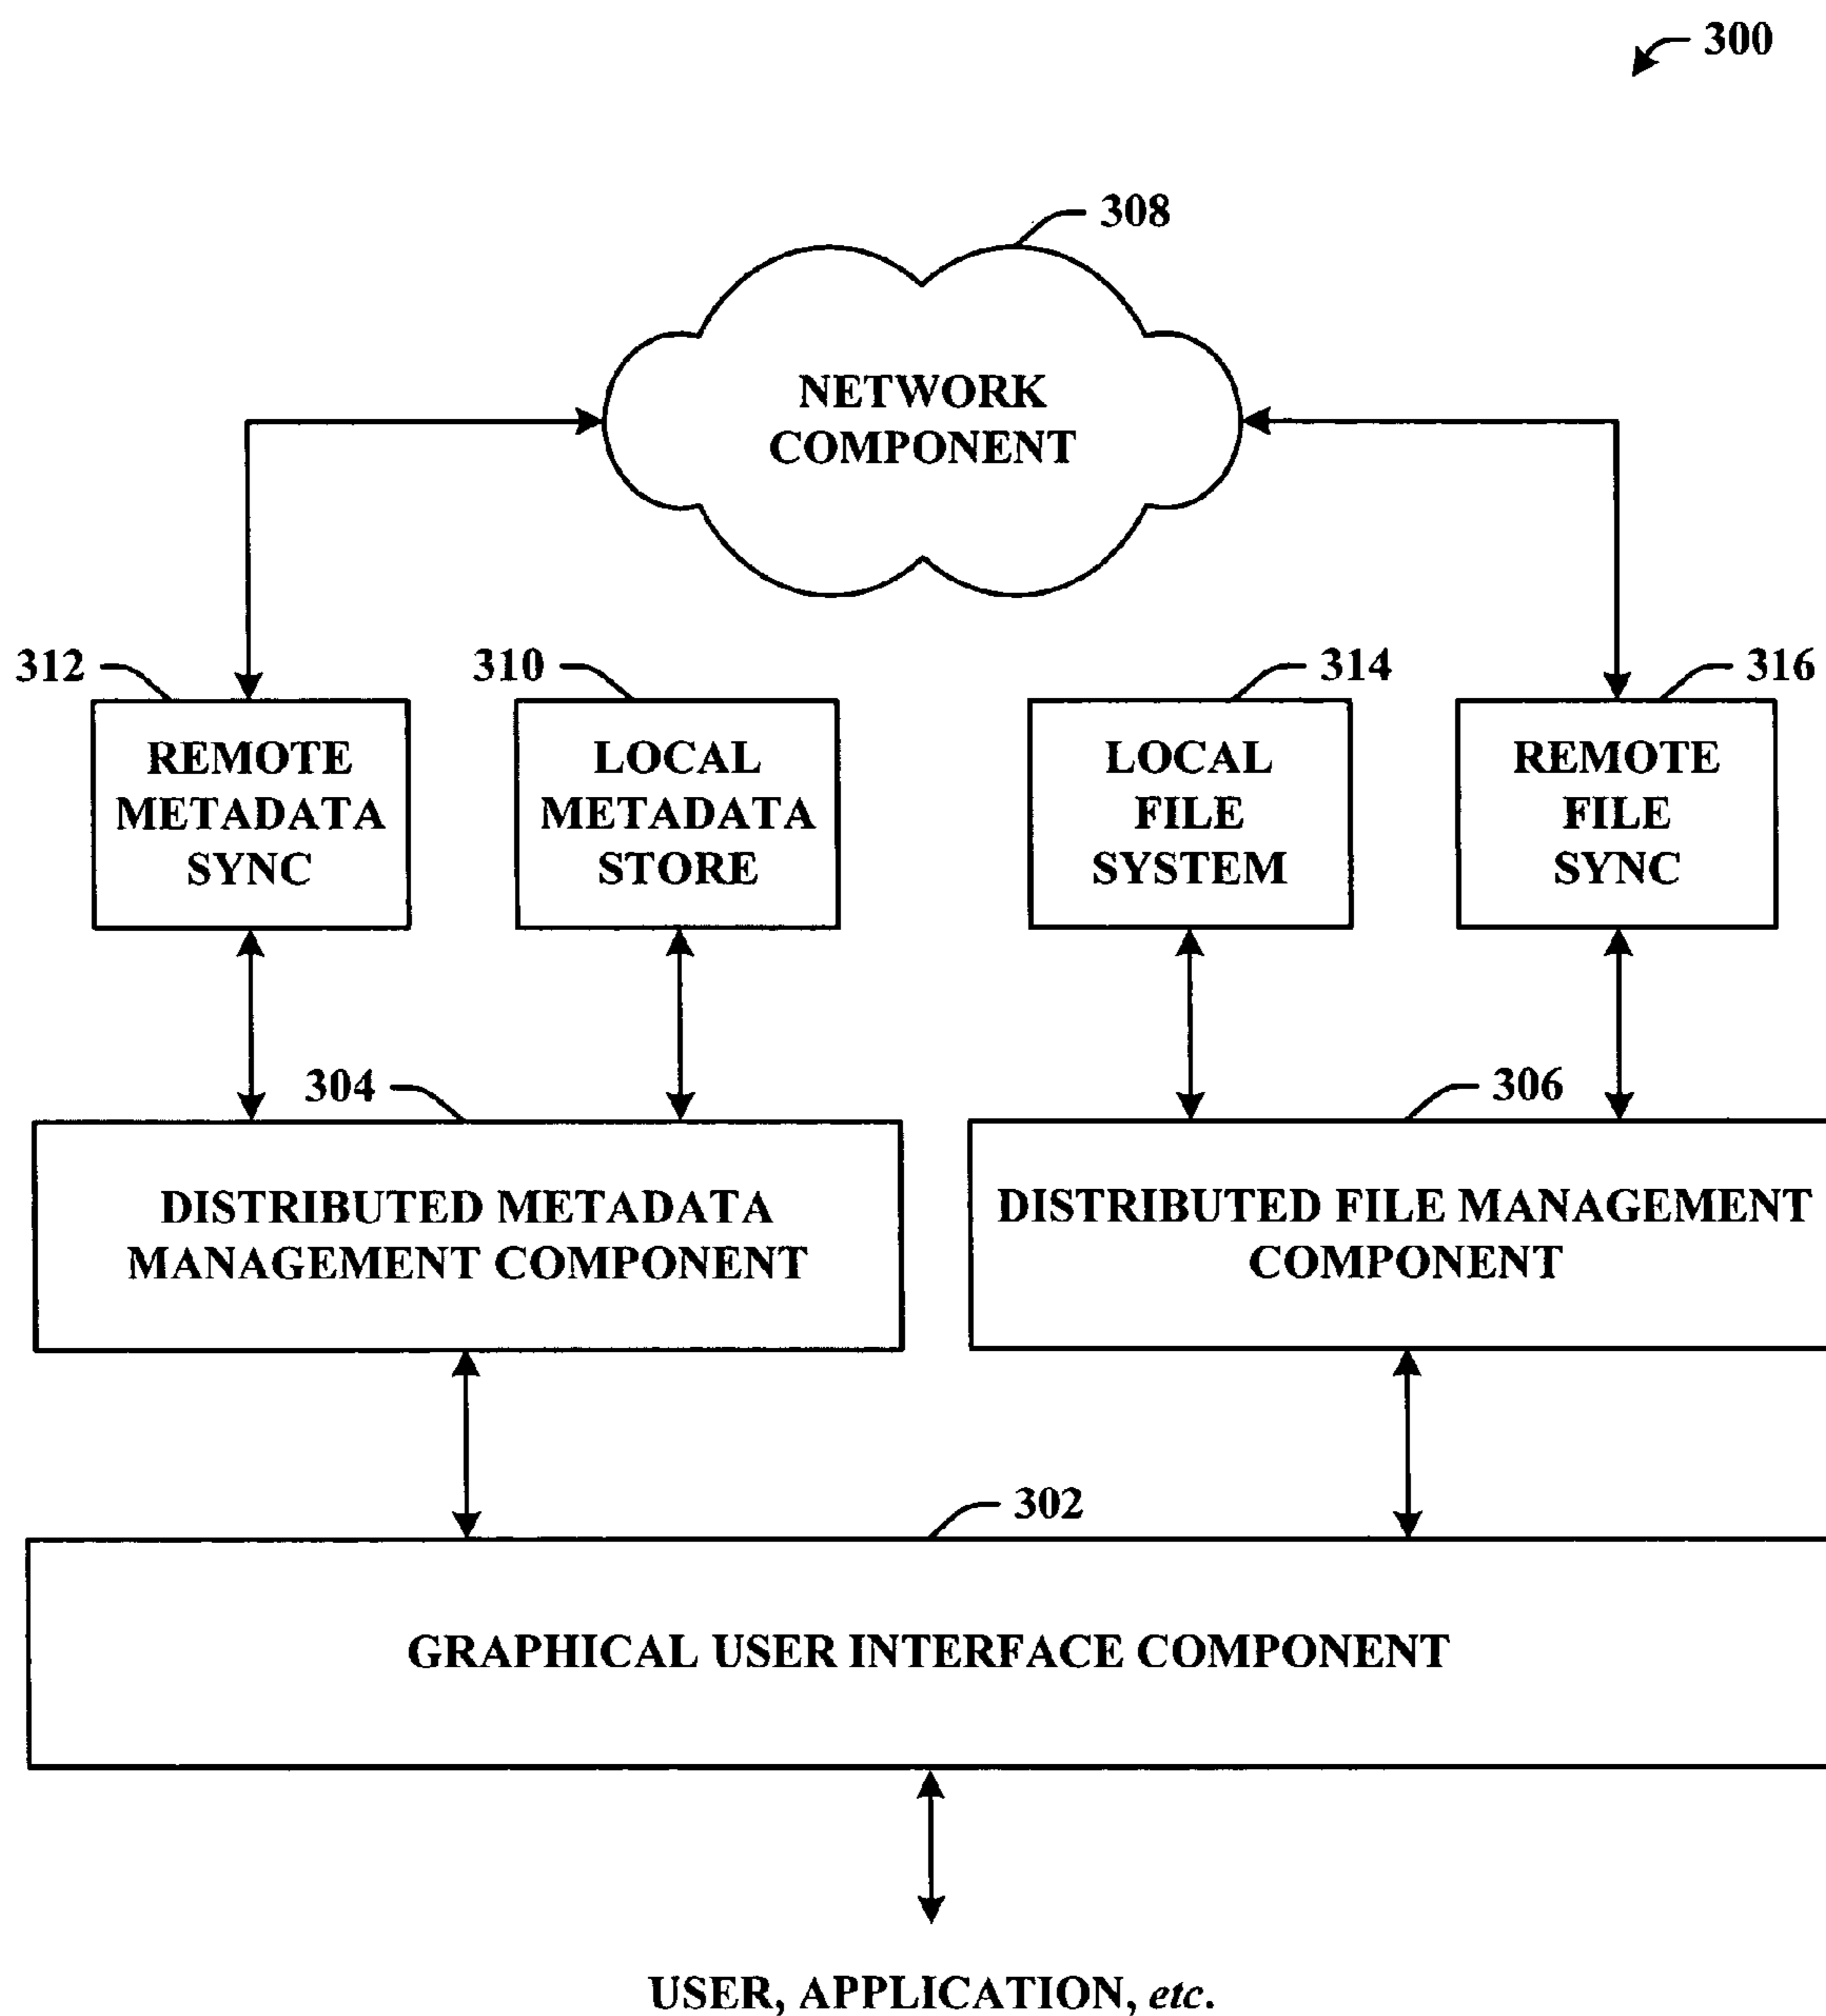 300
308
NETWORK
COMPONENT
312
310
314
316
REMOTE
METADATA
SYNC
LOCAL
METADATA
STORE
LOCAL
FILE
SYSTEM
REMOTE
FILE
SYNC
304
306
DISTRIBUTED METADATA
MANAGEMENT COMPONENT
DISTRIBUTED FILE MANAGEMENT
COMPONENT
302
GRAPHICAL USER INTERFACE COMPONENT
USER, APPLICATION, etc.